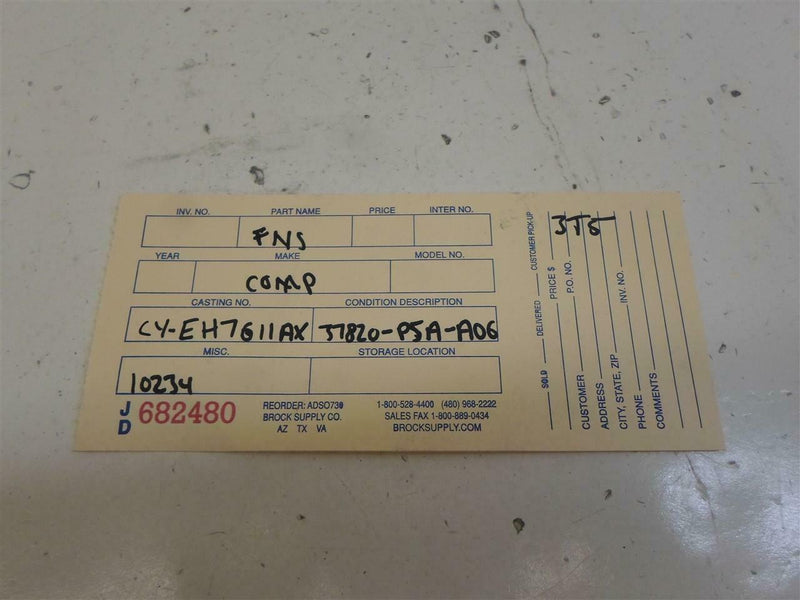 INV. NO. PART NAME PRICE INTER NO.
FNS
YEAR MAKE MODEL NO.
COMP
CASTING NO. CONDITION DESCRIPTION
CY-EH7611AX 37820-P5A-A06
MISC. STORAGE LOCATION
10234
JD 682480
REORDER: ADSO730 1-800-528-4400 (480) 968-2222
BROCK SUPPLY CO. SALES FAX 1-800-889-0434
AZ TX VA BROCKSUPPLY.COM
SOLD DELIVERED CUSTOMER PICK-UP
PRICE $
3T5
P.O. NO.
CUSTOMER
ADDRESS
CITY, STATE, ZIP INV. NO.
PHONE
COMMENTS